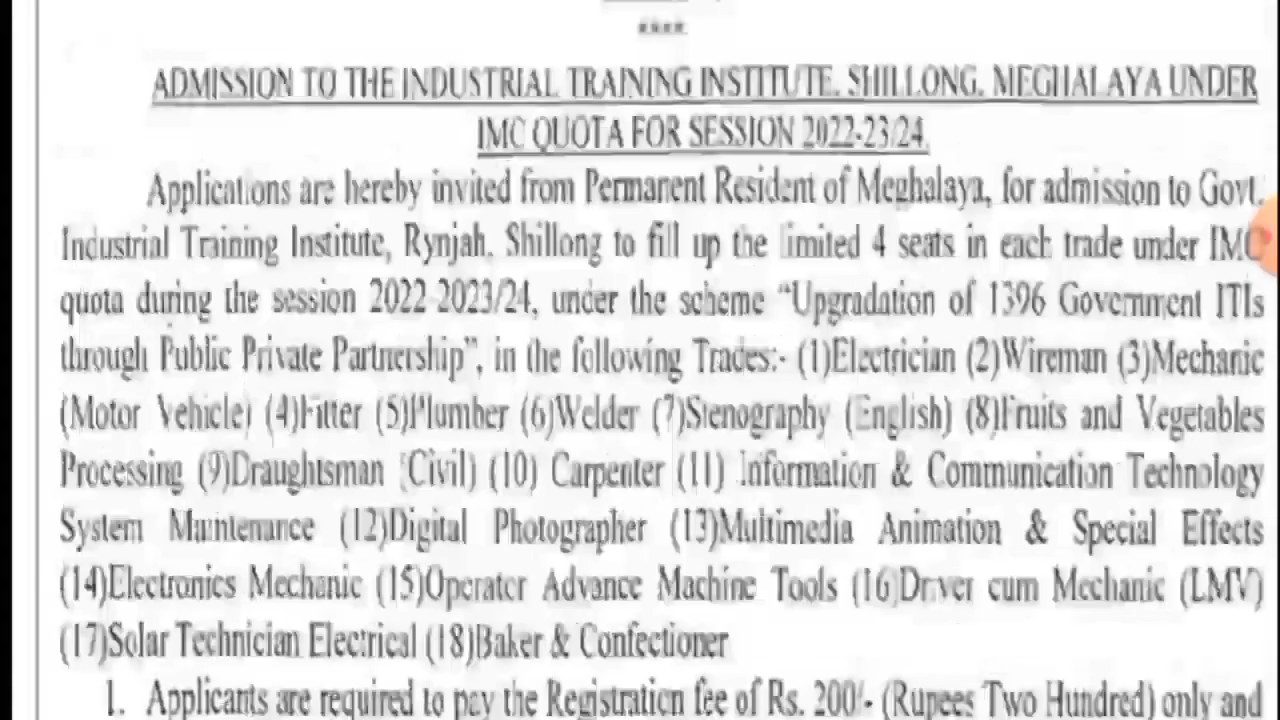 ****
ADMISSION TO THE INDUSTRIAL TRAINING INSTITUTE, SHILLONG, MEGHALAYA UNDER
IMC QUOTA FOR SESSION 2022-23/24.
Applications are hereby invited from Permanent Resident of Meghalaya, for admission to Govt.
Industrial Training Institute, Rynjah, Shillong to fill up the limited 4 seats in each trade under IMC
quota during the session 2022-2023/24, under the scheme "Upgradation of 1396 Government ITIs
through Public Private Partnership", in the following Trades:- (1)Electrician (2)Wireman (3)Mechanic
(Motor Vehicle) (4)Fitter (5)Plumber (6)Welder (7)Stenography (English) (8)Fruits and Vegetables
Processing (9)Draughtsman (Civil) (10) Carpenter (11) Information & Communication Technology
System Maintenance (12)Digital Photographer (13)Multimedia Animation & Special Effects
(14)Electronics Mechanic (15)Operator Advance Machine Tools (16)Driver cum Mechanic (LMV)
(17)Solar Technician Electrical (18)Baker & Confectioner
1. Applicants are required to pay the Registration fee of Rs. 200/- (Rupees Two Hundred) only and